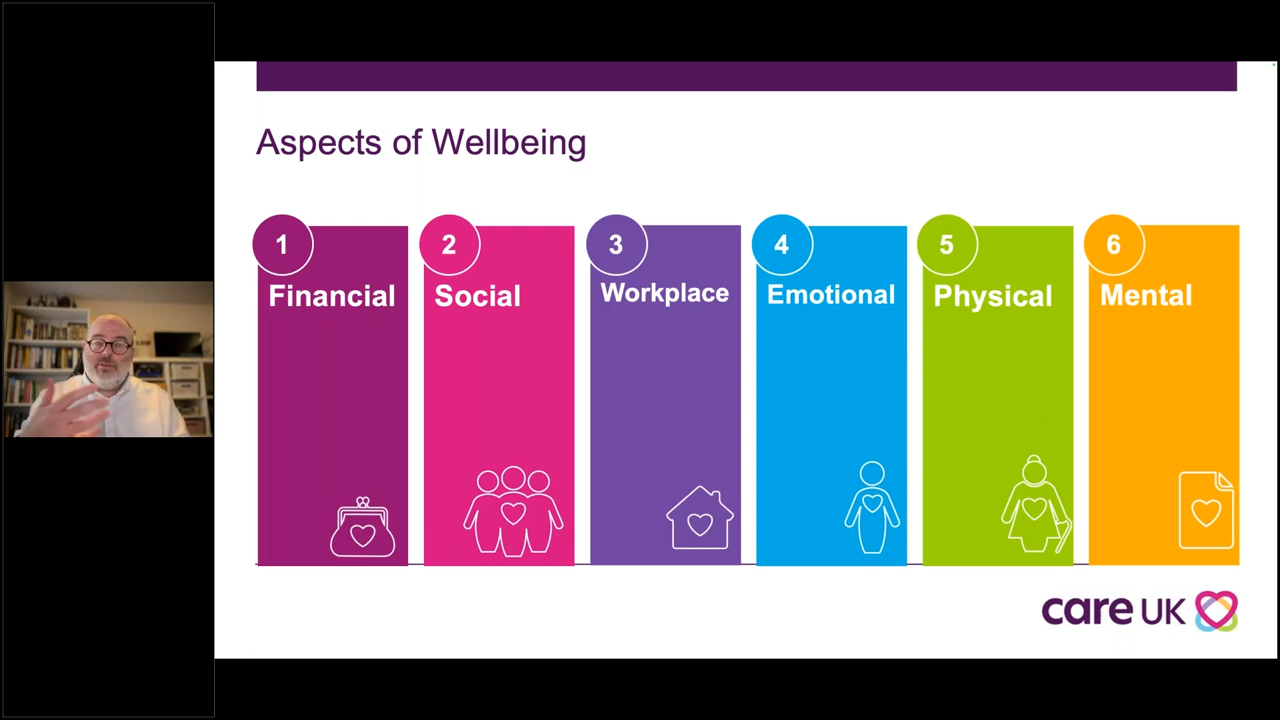 Aspects of Wellbeing
1
Financial
2
Social
3
Workplace
4
Emotional
5
Physical
6
Mental
care UK